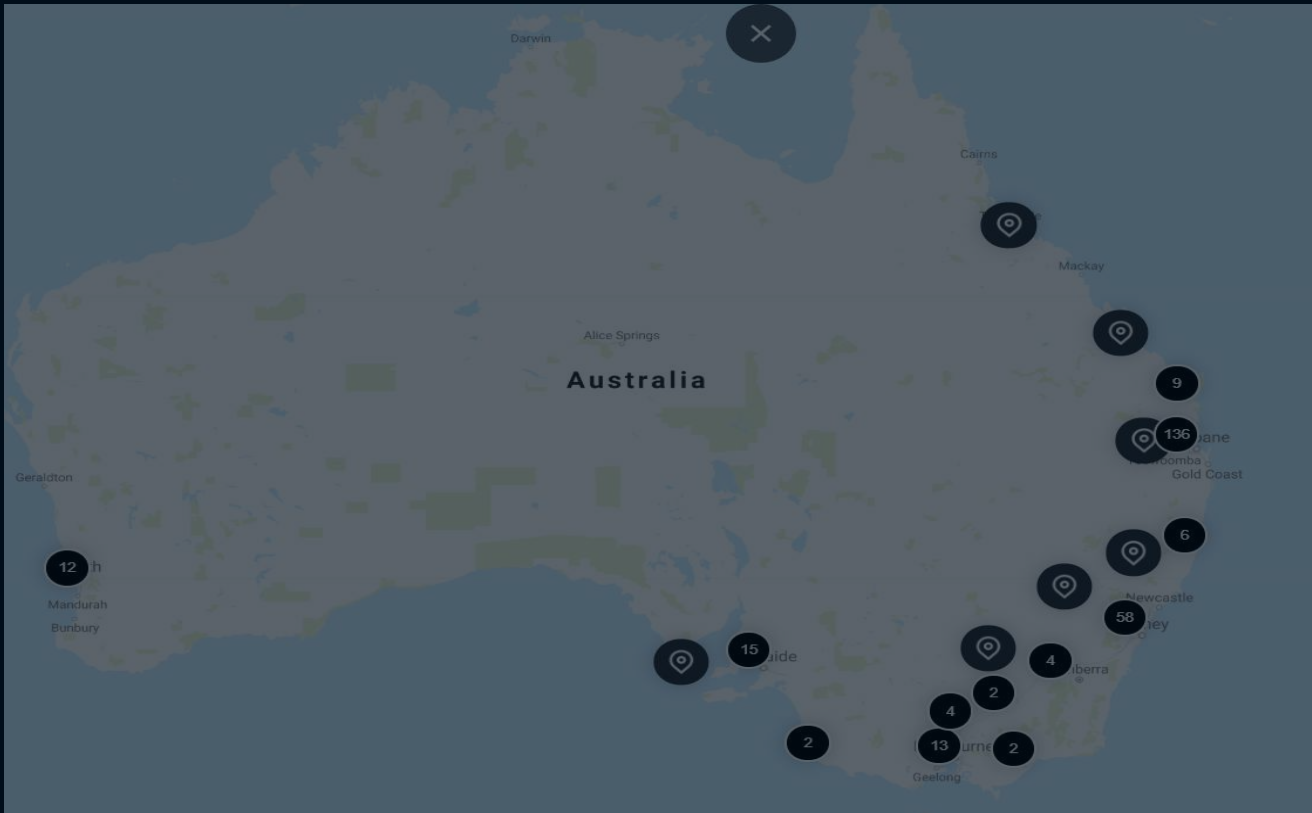 Darwin
Cairns
Mackay
Alice Springs
Australia
9
136
Gold Coast
Geraldton
6
12
Mandurah
Newcastle
58
Bunbury
15
4
2
4
2
13
2
Geelong